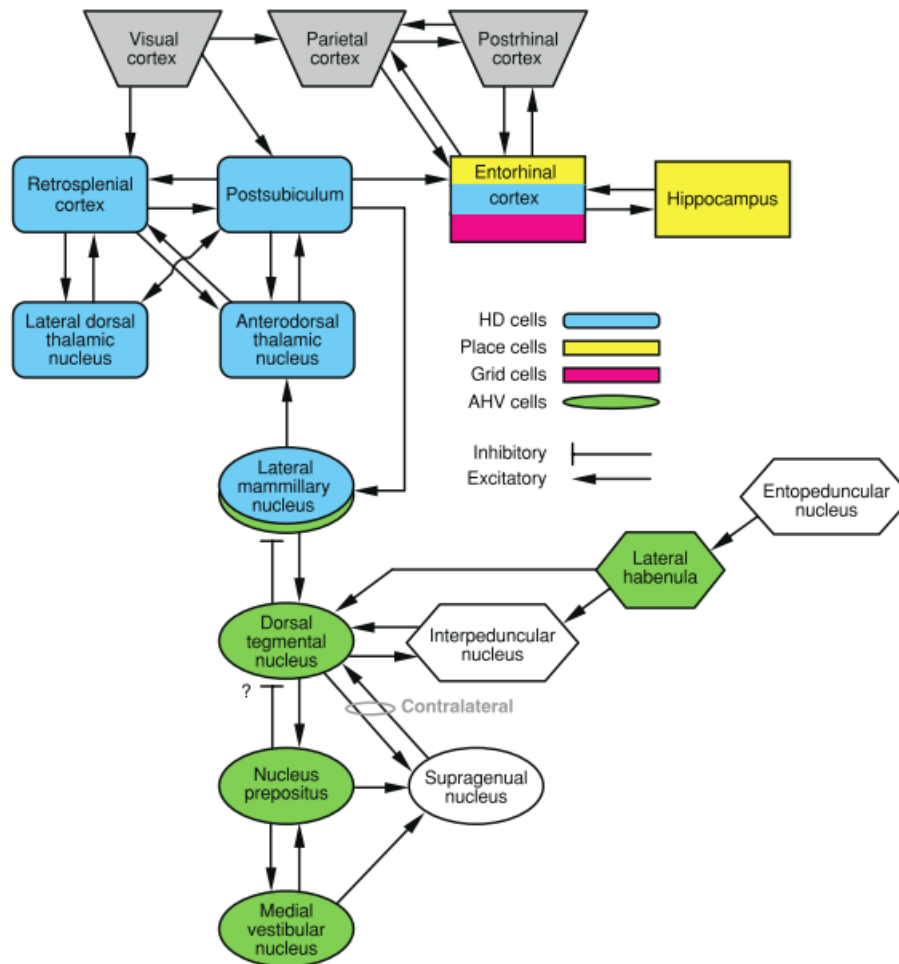 Visual
cortex
Parietal
cortex
Postrhinal
cortex
Retrosplenial
cortex
Postsubiculum
Entorhinal
cortex
Hippocampus
Lateral dorsal
thalamic
nucleus
Anterodorsal
thalamic
nucleus
HD cells
Place cells
Grid cells
AHV cells
Inhibitory
Excitatory
Lateral
mammillary
nucleus
Entopeduncular
nucleus
Lateral
habenula
Dorsal
tegmental
nucleus
Interpeduncular
nucleus
?
Contralateral
Nucleus
prepositus
Supragenual
nucleus
Medial
vestibular
nucleus